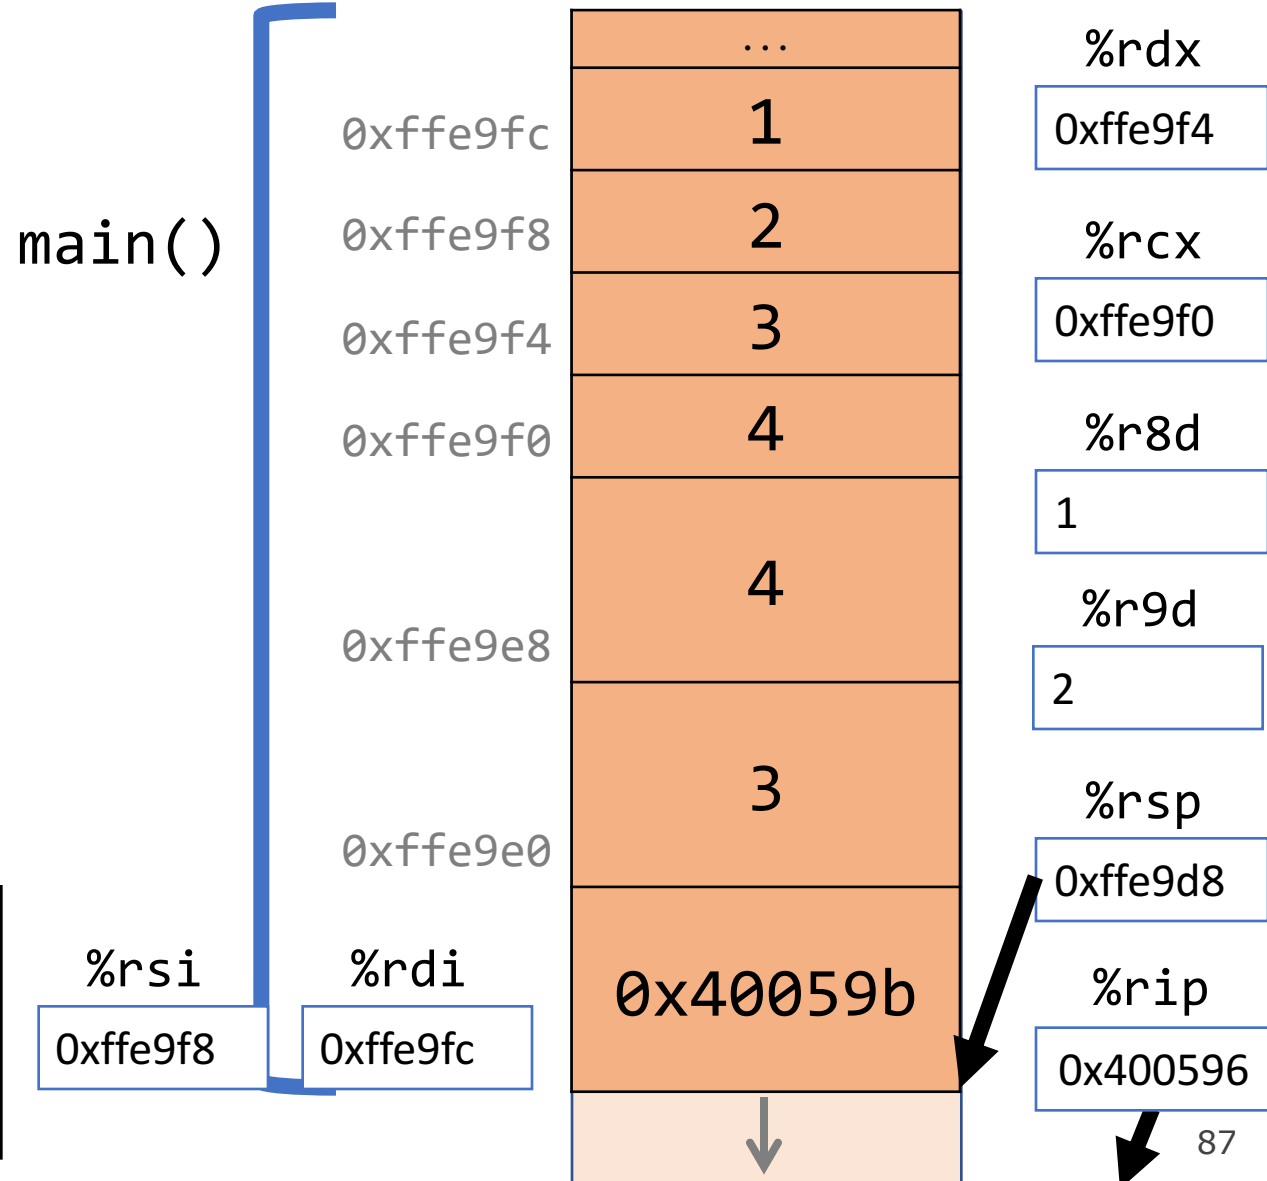 ...
%rdx
0xffe9fc
1
0xffe9f4
main()
0xffe9f8
2
%rcx
0xffe9f4
3
0xffe9f0
0xffe9f0
4
%r8d
1
4
%r9d
0xffe9e8
2
3
%rsp
0xffe9e0
0xffe9d8
%rsi
%rdi
0x40059b
%rip
0xffe9f8
0xffe9fc
0x400596
87